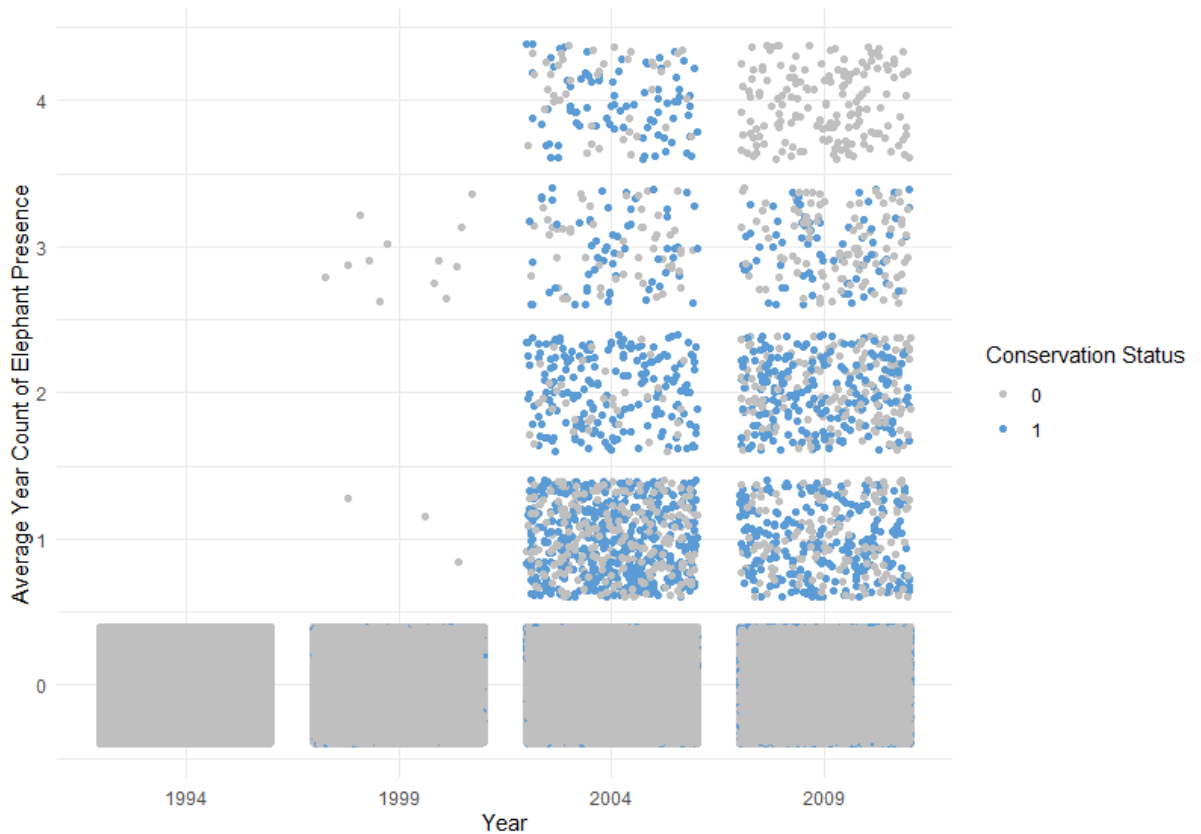 4
3
2
1
0
Average Year Count of Elephant Presence
1994 1999 2004 2009
Year
Conservation Status
0
1